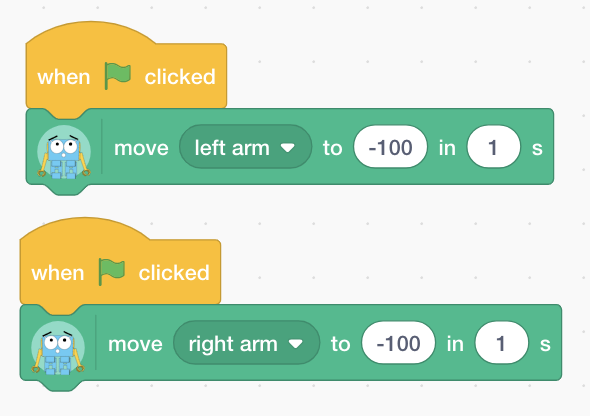 when clicked
move left arm to -100 in 1 s
when clicked
move right arm to -100 in 1 s